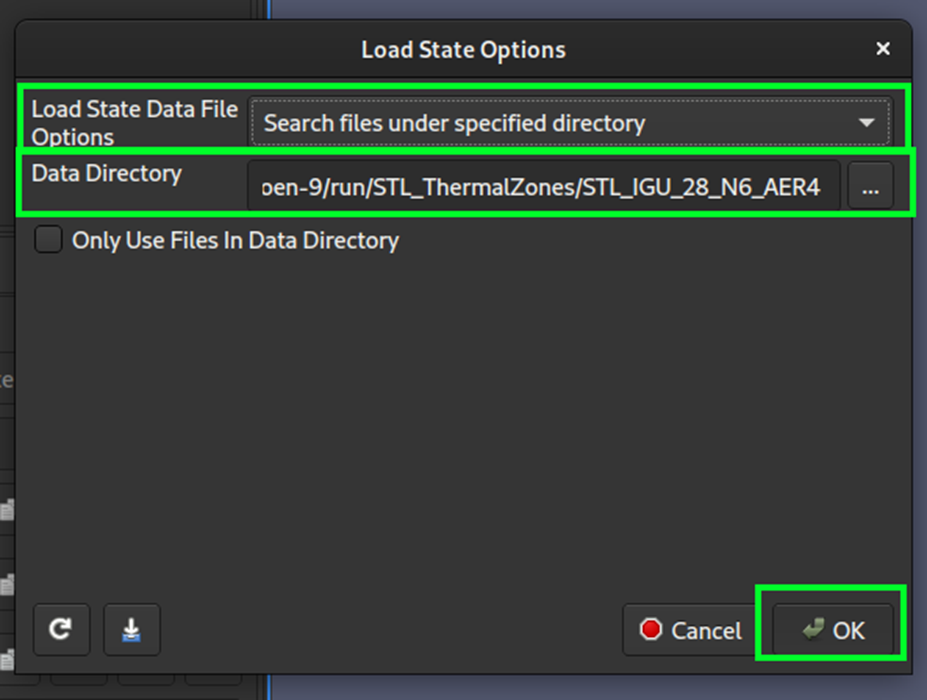 Load State Options
Load State Data File
Options
Search files under specified directory
Data Directory
oen-9/run/STL_ThermalZones/STL_IGU_28_N6_AER4
...
Only Use Files In Data Directory
Cancel
OK